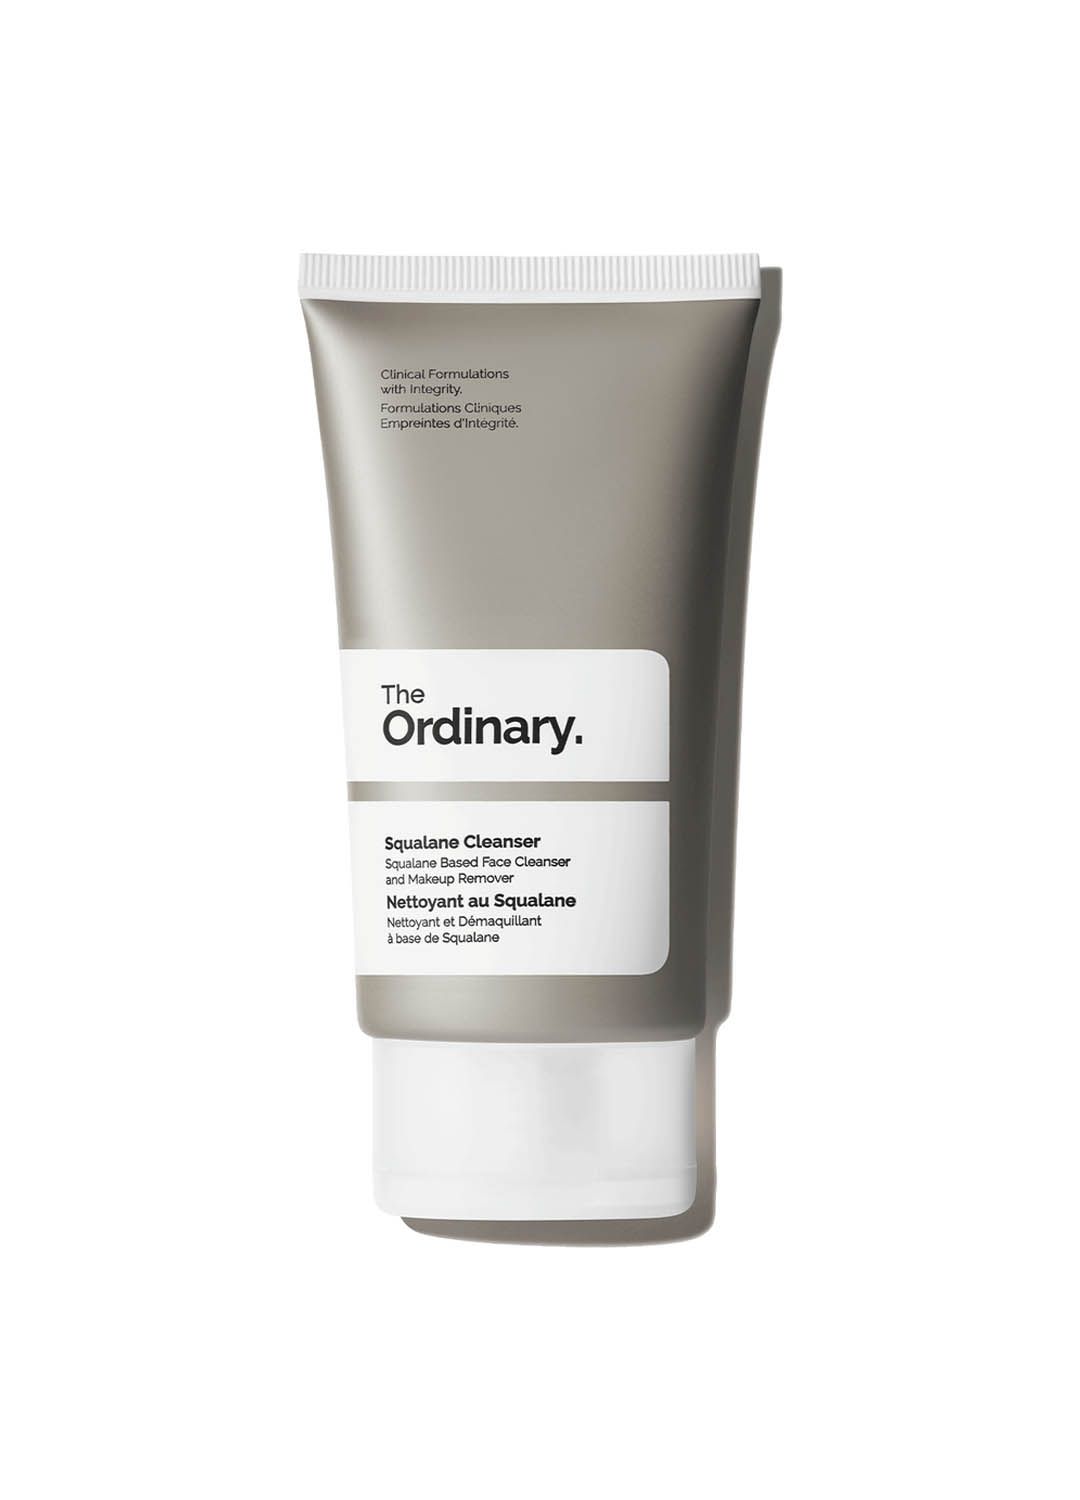 Clinical Formulations
with Integrity.
Formulations Cliniques
Empreintes d'Intégrité.
The
Ordinary.
Squalane Cleanser
Squalane Based Face Cleanser
and Makeup Remover
Nettoyant au Squalane
Nettoyant et Démaquillant
à base de Squalane